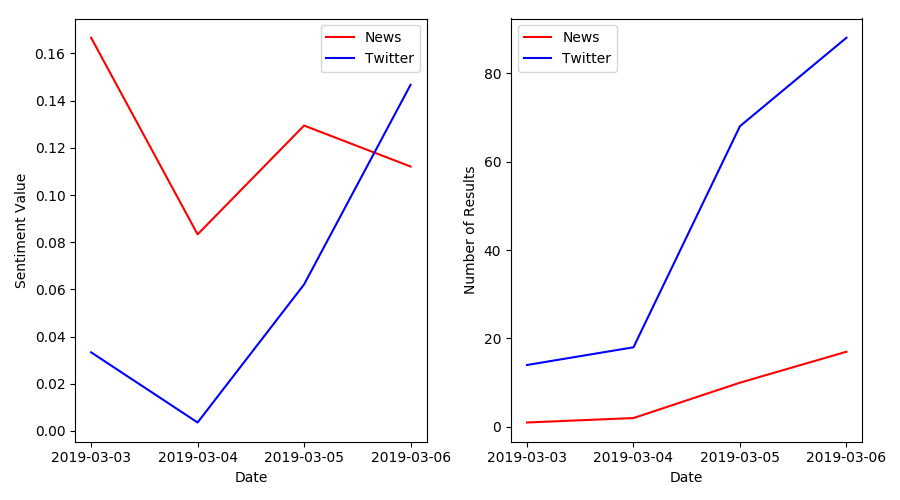 News
Twitter
0.16
0.14
0.12
0.10
0.08
0.06
0.04
0.02
0.00
Sentiment Value
2019-03-03 2019-03-04 2019-03-05 2019-03-06
Date
News
Twitter
80
60
40
20
0
Number of Results
2019-03-03 2019-03-04 2019-03-05 2019-03-06
Date